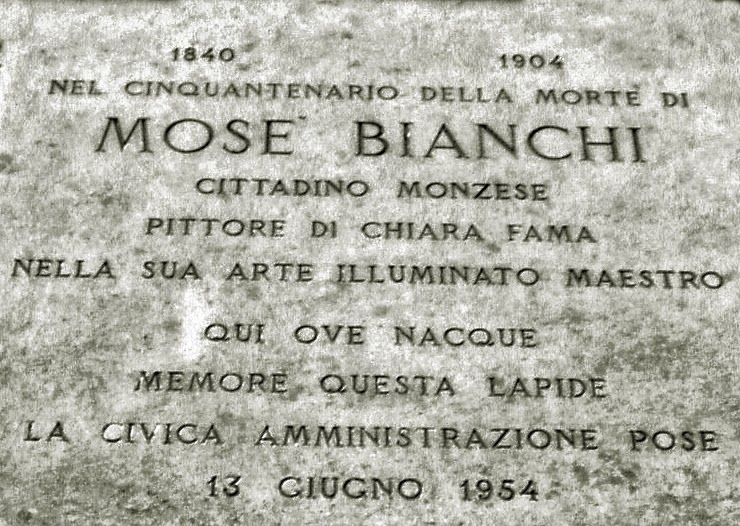 1840 1904
NEL CINQUANTENARIO DELLA MORTE DI
MOSE' BIANCHI
CITTADINO MONZESE
PITTORE DI CHIARA FAMA
NELLA SUA ARTE ILLUMINATO MAESTRO
QUI OVE NACQUE
MEMORE QUESTA LAPIDE
LA CIVICA AMMINISTRAZIONE POSE
13 GIUGNO 1954